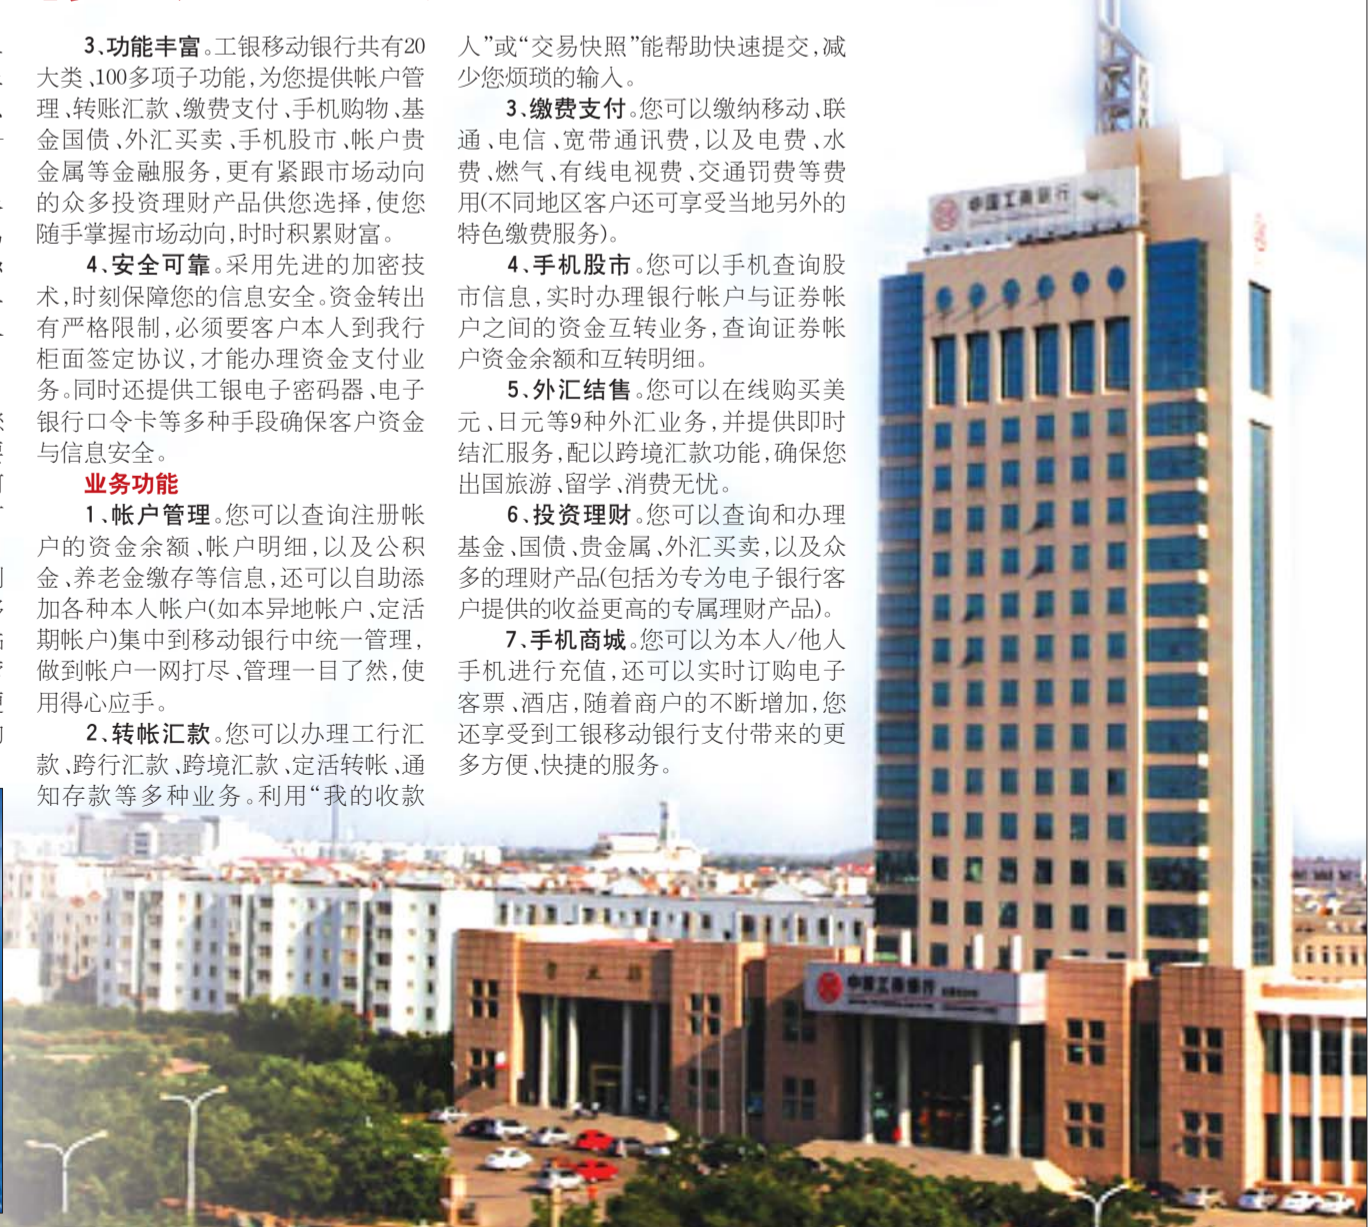 3、功能丰富。工银移动银行共有20
大类、100多项子功能,为您提供帐户管
理、转账汇款、缴费支付、手机购物、基
金国债、外汇买卖、手机股市、帐户贵
金属等金融服务,更有紧跟市场动向
的众多投资理财产品供您选择,使您
随手掌握市场动向,时时积累财富。
4、安全可靠。采用先进的加密技
术,时刻保障您的信息安全。资金转出
有严格限制,必须要客户本人到我行
柜面签定协议,才能办理资金支付业
务。同时还提供工银电子密码器、电子
银行口令卡等多种手段确保客户资金
与信息安全。
业务功能
1、帐户管理。您可以查询注册帐
户的资金余额、帐户明细,以及公积
金、养老金缴存等信息,还可以自助添
加各种本人帐户(如本异地帐户、定活
期帐户)集中到移动银行中统一管理,
做到帐户一网打尽、管理一目了然,使
用得心应手。
2、转帐汇款。您可以办理工行汇
款、跨行汇款、跨境汇款、定活转帐、通
知存款等多种业务。利用“我的收款
人”或“交易快照”能帮助快速提交,减
少您烦琐的输入。
3、缴费支付。您可以缴纳移动、联
通、电信、宽带通讯费,以及电费、水
费、燃气、有线电视费、交通罚费等费
用(不同地区客户还可享受当地另外的
特色缴费服务)。
4、手机股市。您可以手机查询股
市信息,实时办理银行帐户与证券帐
户之间的资金互转业务,查询证券帐
户资金余额和互转明细。
5、外汇结售。您可以在线购买美
元、日元等9种外汇业务,并提供即时
结汇服务,配以跨境汇款功能,确保您
出国旅游、留学、消费无忧。
6、投资理财。您可以查询和办理
基金、国债、贵金属、外汇买卖,以及众
多的理财产品(包括为专为电子银行客
户提供的收益更高的专属理财产品)。
7、手机商城。您可以为本人/他人
手机进行充值,还可以实时订购电子
客票、酒店,随着商户的不断增加,您
还享受到工银移动银行支付带来的更
多方便、快捷的服务。
中国工商银行
营业厅
中国工商银行